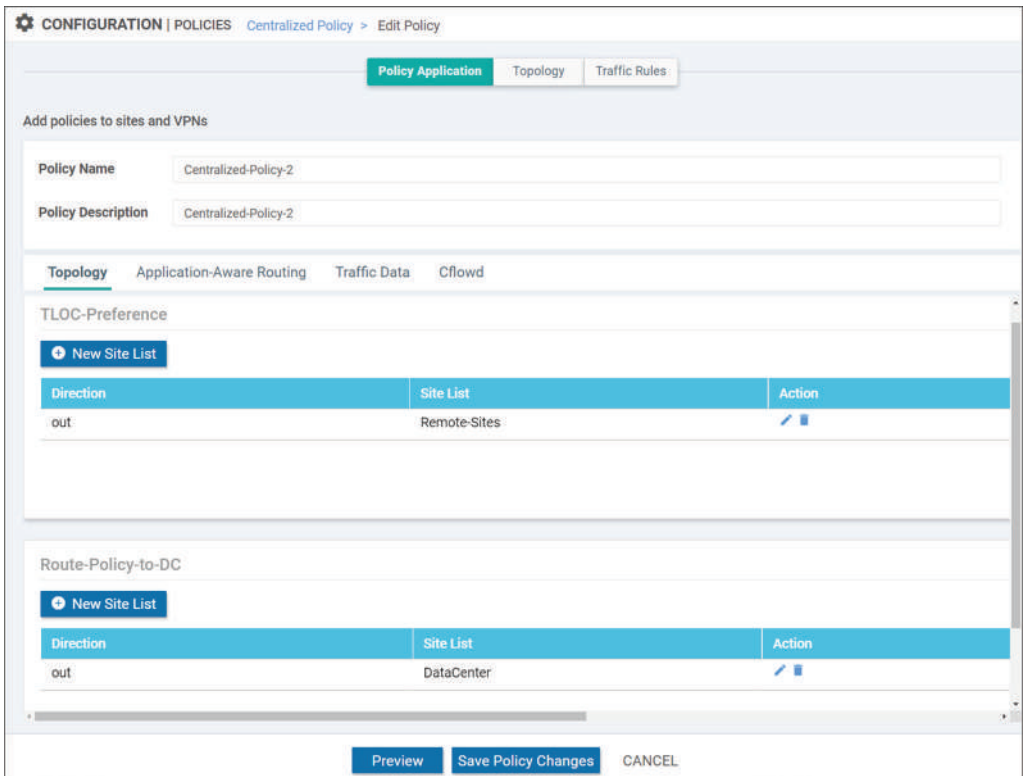 CONFIGURATION | POLICIES Centralized Policy > Edit Policy
Policy Application Topology Traffic Rules
Add policies to sites and VPNs
Policy Name Centralized-Policy-2
Policy Description Centralized-Policy-2
Topology Application-Aware Routing Traffic Data Cflowd
TLOC-Preference
New Site List
Direction Site List Action
out Remote-Sites
Route-Policy-to-DC
New Site List
Direction Site List Action
out DataCenter
Preview Save Policy Changes CANCEL